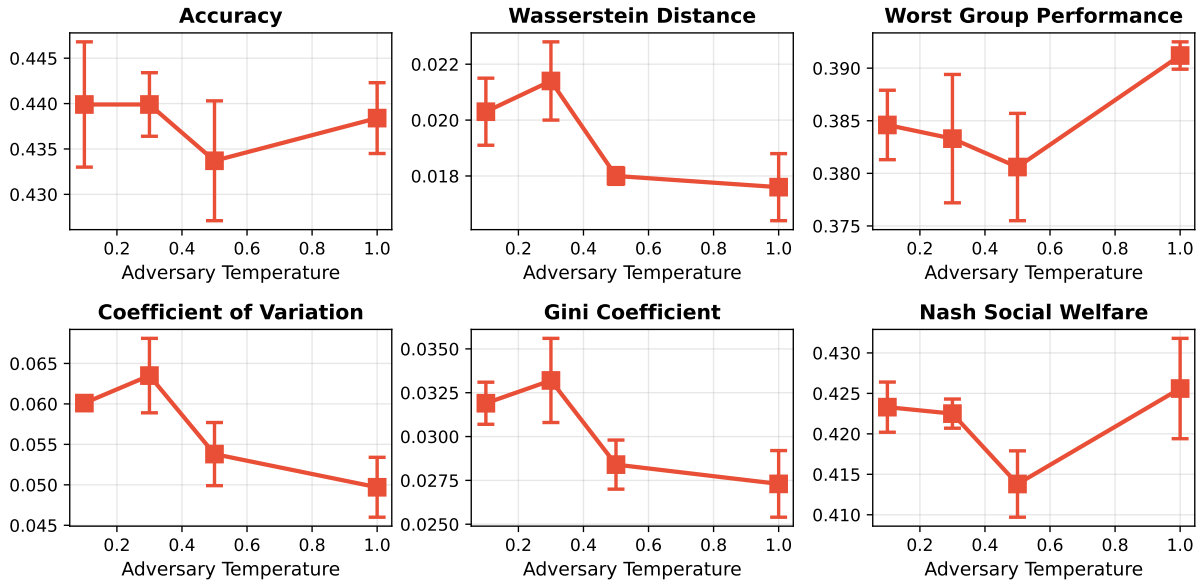 Accuracy
Wasserstein Distance
Worst Group Performance
0.445
0.440
0.435
0.430
0.022
0.020
0.018
0.390
0.385
0.380
0.375
0.2 0.4 0.6 0.8 1.0
0.2 0.4 0.6 0.8 1.0
0.2 0.4 0.6 0.8 1.0
Adversary Temperature
Adversary Temperature
Adversary Temperature
Coefficient of Variation
Gini Coefficient
Nash Social Welfare
0.065
0.060
0.055
0.050
0.045
0.0350
0.0325
0.0300
0.0275
0.0250
0.430
0.425
0.420
0.415
0.410
0.2 0.4 0.6 0.8 1.0
0.2 0.4 0.6 0.8 1.0
0.2 0.4 0.6 0.8 1.0
Adversary Temperature
Adversary Temperature
Adversary Temperature